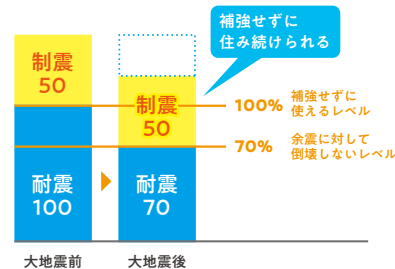 補強せずに
住み続けられる
制震
50
制震
50
100%
補強せずに
使えるレベル
70%
余震に対して
倒壊しないレベル
耐震
100
耐震
70
大地震前
大地震後